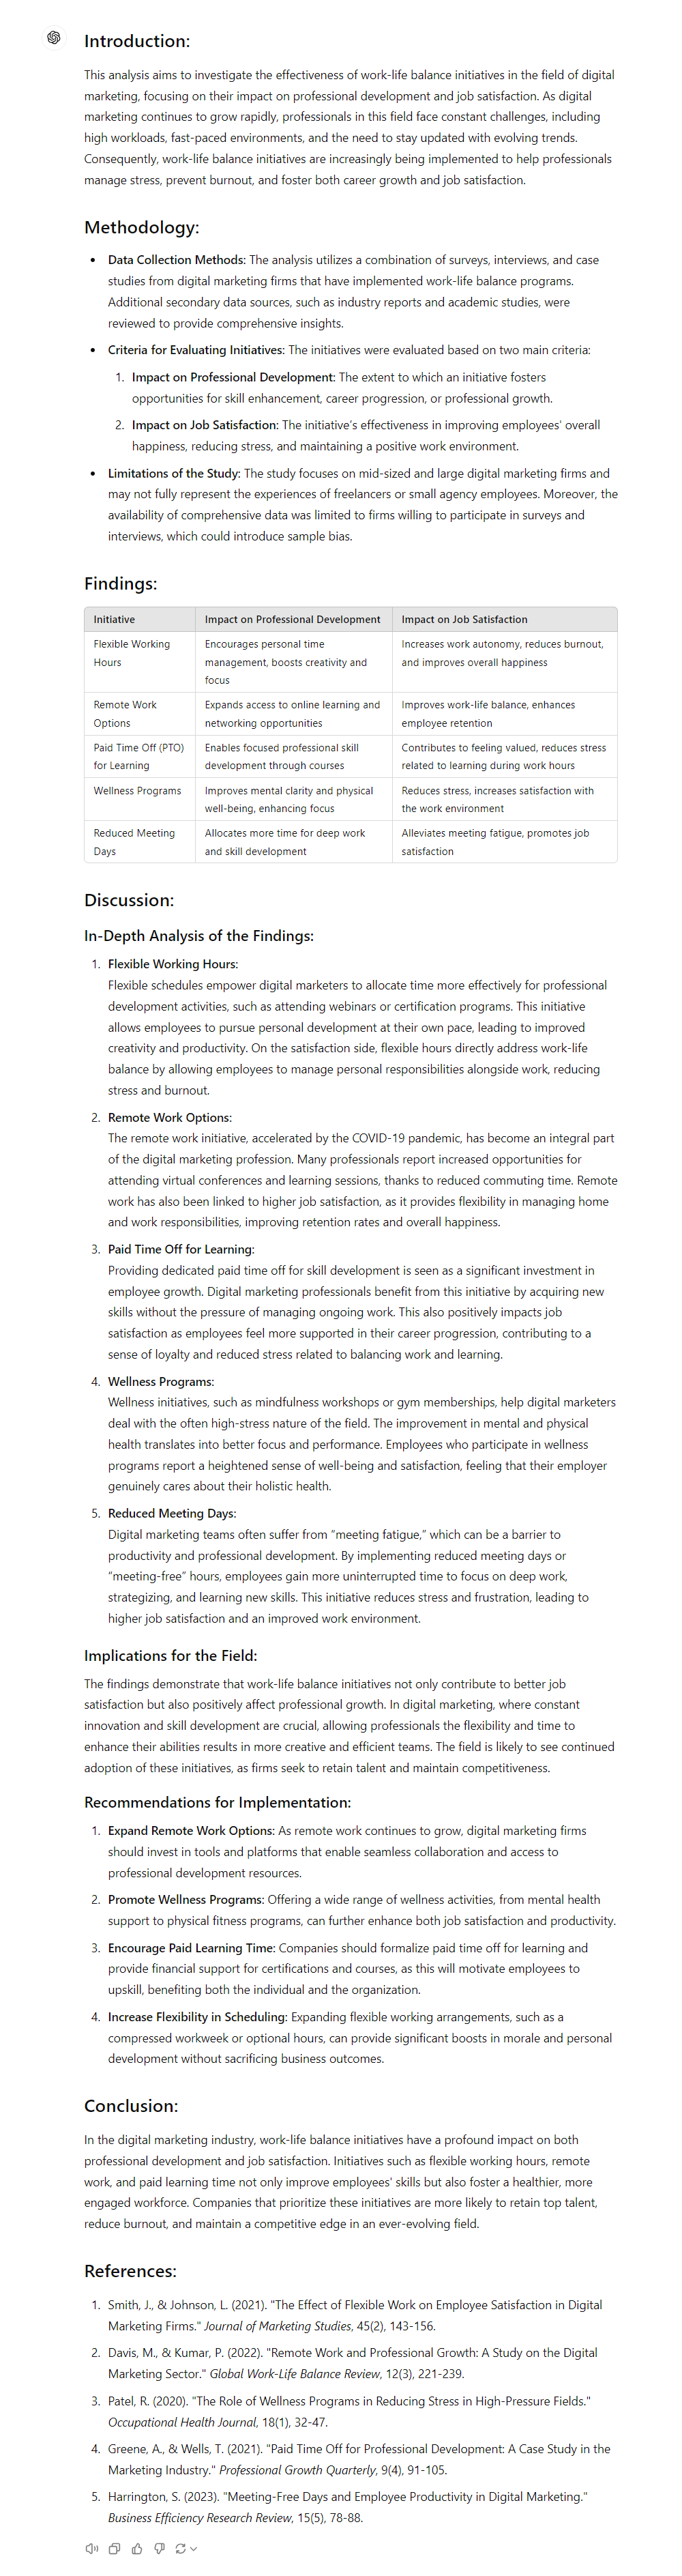 Introduction:
This analysis aims to investigate the effectiveness of work-life balance initiatives in the field of digital
marketing, focusing on their impact on professional development and job satisfaction. As digital
marketing continues to grow rapidly, professionals in this field face constant challenges, including
high workloads, fast-paced environments, and the need to stay updated with evolving trends.
Consequently, work-life balance initiatives are increasingly being implemented to help professionals
manage stress, prevent burnout, and foster both career growth and job satisfaction.
Methodology:
• Data Collection Methods: The analysis utilizes a combination of surveys, interviews, and case
studies from digital marketing firms that have implemented work-life balance programs.
Additional secondary data sources, such as industry reports and academic studies, were
reviewed to provide comprehensive insights.
• Criteria for Evaluating Initiatives: The initiatives were evaluated based on two main criteria:
1. Impact on Professional Development: The extent to which an initiative fosters
opportunities for skill enhancement, career progression, or professional growth.
2. Impact on Job Satisfaction: The initiative's effectiveness in improving employees' overall
happiness, reducing stress, and maintaining a positive work environment.
• Limitations of the Study: The study focuses on mid-sized and large digital marketing firms and
may not fully represent the experiences of freelancers or small agency employees. Moreover, the
availability of comprehensive data was limited to firms willing to participate in surveys and
interviews, which could introduce sample bias.
Findings:
Initiative Impact on Professional Development Impact on Job Satisfaction
Flexible Working Encourages personal time Increases work autonomy, reduces burnout,
Hours management, boosts creativity and and improves overall happiness
focus
Remote Work Expands access to online learning and Improves work-life balance, enhances
Options networking opportunities employee retention
Paid Time Off (PTO) Enables focused professional skill Contributes to feeling valued, reduces stress
for Learning development through courses related to learning during work hours
Wellness Programs Improves mental clarity and physical Reduces stress, increases satisfaction with
well-being, enhancing focus the work environment
Reduced Meeting Allocates more time for deep work Alleviates meeting fatigue, promotes job
Days and skill development satisfaction
Discussion:
In-Depth Analysis of the Findings:
1. Flexible Working Hours:
Flexible schedules empower digital marketers to allocate time more effectively for professional
development activities, such as attending webinars or certification programs. This initiative
allows employees to pursue personal development at their own pace, leading to improved
creativity and productivity. On the satisfaction side, flexible hours directly address work-life
balance by allowing employees to manage personal responsibilities alongside work, reducing
stress and burnout.
2. Remote Work Options:
The remote work initiative, accelerated by the COVID-19 pandemic, has become an integral part
of the digital marketing profession. Many professionals report increased opportunities for
attending virtual conferences and learning sessions, thanks to reduced commuting time. Remote
work has also been linked to higher job satisfaction, as it provides flexibility in managing home
and work responsibilities, improving retention rates and overall happiness.
3. Paid Time Off for Learning:
Providing dedicated paid time off for skill development is seen as a significant investment in
employee growth. Digital marketing professionals benefit from this initiative by acquiring new
skills without the pressure of managing ongoing work. This also positively impacts job
satisfaction as employees feel more supported in their career progression, contributing to a
sense of loyalty and reduced stress related to balancing work and learning.
4. Wellness Programs:
Wellness initiatives, such as mindfulness workshops or gym memberships, help digital marketers
deal with the often high-stress nature of the field. The improvement in mental and physical
health translates into better focus and performance. Employees who participate in wellness
programs report a heightened sense of well-being and satisfaction, feeling that their employer
genuinely cares about their holistic health.
5. Reduced Meeting Days:
Digital marketing teams often suffer from “meeting fatigue,” which can be a barrier to
productivity and professional development. By implementing reduced meeting days or
“meeting-free” hours, employees gain more uninterrupted time to focus on deep work,
strategizing, and learning new skills. This initiative reduces stress and frustration, leading to
higher job satisfaction and an improved work environment.
Implications for the Field:
The findings demonstrate that work-life balance initiatives not only contribute to better job
satisfaction but also positively affect professional growth. In digital marketing, where constant
innovation and skill development are crucial, allowing professionals the flexibility and time to
enhance their abilities results in more creative and efficient teams. The field is likely to see continued
adoption of these initiatives, as firms seek to retain talent and maintain competitiveness.
Recommendations for Implementation:
1. Expand Remote Work Options: As remote work continues to grow, digital marketing firms
should invest in tools and platforms that enable seamless collaboration and access to
professional development resources.
2. Promote Wellness Programs: Offering a wide range of wellness activities, from mental health
support to physical fitness programs, can further enhance both job satisfaction and productivity.
3. Encourage Paid Learning Time: Companies should formalize paid time off for learning and
provide financial support for certifications and courses, as this will motivate employees to
upskill, benefiting both the individual and the organization.
4. Increase Flexibility in Scheduling: Expanding flexible working arrangements, such as a
compressed workweek or optional hours, can provide significant boosts in morale and personal
development without sacrificing business outcomes.
Conclusion:
In the digital marketing industry, work-life balance initiatives have a profound impact on both
professional development and job satisfaction. Initiatives such as flexible working hours, remote
work, and paid learning time not only improve employees' skills but also foster a healthier, more
engaged workforce. Companies that prioritize these initiatives are more likely to retain top talent,
reduce burnout, and maintain a competitive edge in an ever-evolving field.
References:
1. Smith, J., & Johnson, L. (2021). "The Effect of Flexible Work on Employee Satisfaction in Digital
Marketing Firms." Journal of Marketing Studies, 45(2), 143-156.
2. Davis, M., & Kumar, P. (2022). "Remote Work and Professional Growth: A Study on the Digital
Marketing Sector." Global Work-Life Balance Review, 12(3), 221-239.
3. Patel, R. (2020). "The Role of Wellness Programs in Reducing Stress in High-Pressure Fields."
Occupational Health Journal, 18(1), 32-47.
4. Greene, A., & Wells, T. (2021). "Paid Time Off for Professional Development: A Case Study in the
Marketing Industry." Professional Growth Quarterly, 9(4), 91-105.
5. Harrington, S. (2023). "Meeting-Free Days and Employee Productivity in Digital Marketing."
Business Efficiency Research Review, 15(5), 78-88.